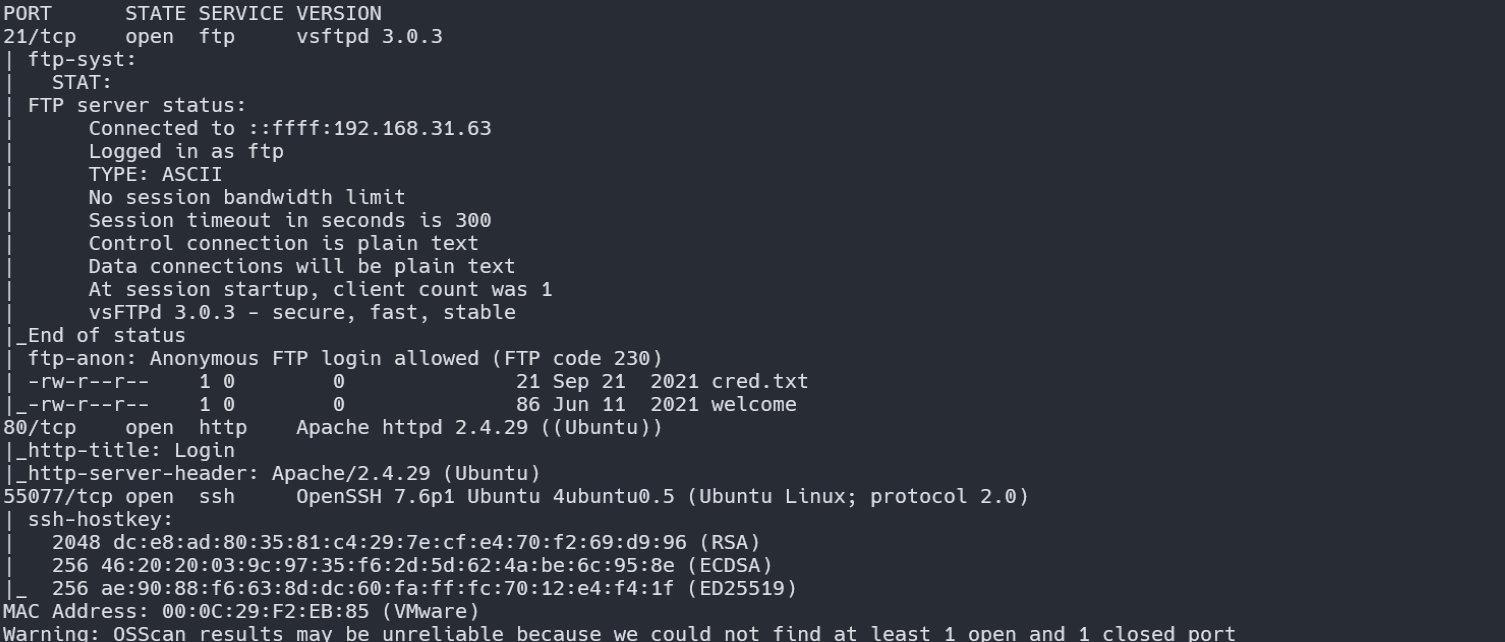 PORT      STATE SERVICE VERSION
21/tcp    open  ftp     vsftpd 3.0.3
| ftp-syst:
|   STAT:
| FTP server status:
|      Connected to ::ffff:192.168.31.63
|      Logged in as ftp
|      TYPE: ASCII
|      No session bandwidth limit
|      Session timeout in seconds is 300
|      Control connection is plain text
|      Data connections will be plain text
|      At session startup, client count was 1
|      vsFTPd 3.0.3 - secure, fast, stable
|_End of status
| ftp-anon: Anonymous FTP login allowed (FTP code 230)
| -rw-r--r--    1 0        0              21 Sep 21  2021 cred.txt
|_-rw-r--r--    1 0        0              86 Jun 11  2021 welcome
80/tcp    open  http    Apache httpd 2.4.29 ((Ubuntu))
|_http-title: Login
|_http-server-header: Apache/2.4.29 (Ubuntu)
55077/tcp open  ssh     OpenSSH 7.6p1 Ubuntu 4ubuntu0.5 (Ubuntu Linux; protocol 2.0)
| ssh-hostkey:
|   2048 dc:e8:ad:80:35:81:c4:29:7e:cf:e4:70:f2:69:d9:96 (RSA)
|   256 46:20:20:03:9c:97:35:f6:2d:5d:62:4a:be:6c:95:8e (ECDSA)
|_  256 ae:90:88:f6:63:8d:dc:60:fa:ff:fc:70:12:e4:f4:1f (ED25519)
MAC Address: 00:0C:29:F2:EB:85 (VMware)
Warning: OSScan results may be unreliable because we could not find at least 1 open and 1 closed port